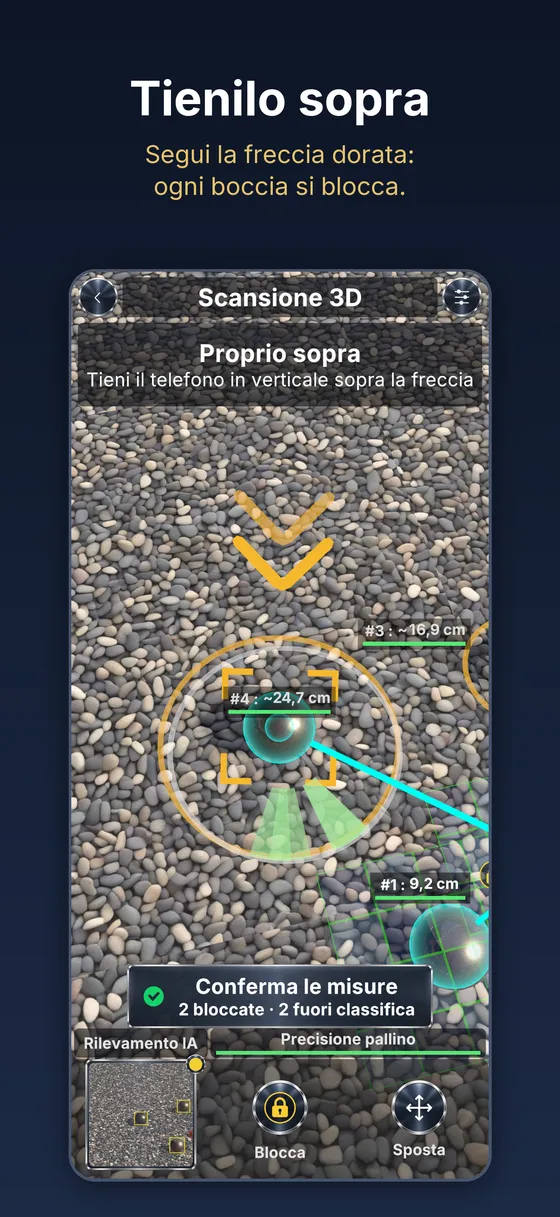 Tienilo sopra
Segui la freccia dorata:
ogni boccia si blocca.
Scansione 3D
Proprio sopra
Tieni il telefono in verticale sopra la freccia
#3 : ~16,9 cm
#4 : ~24,7 cm
#1 : 9,2 cm
Conferma le misure
2 bloccate · 2 fuori classifica
Rilevamento IA
Precisione pallino
Blocca
Sposta